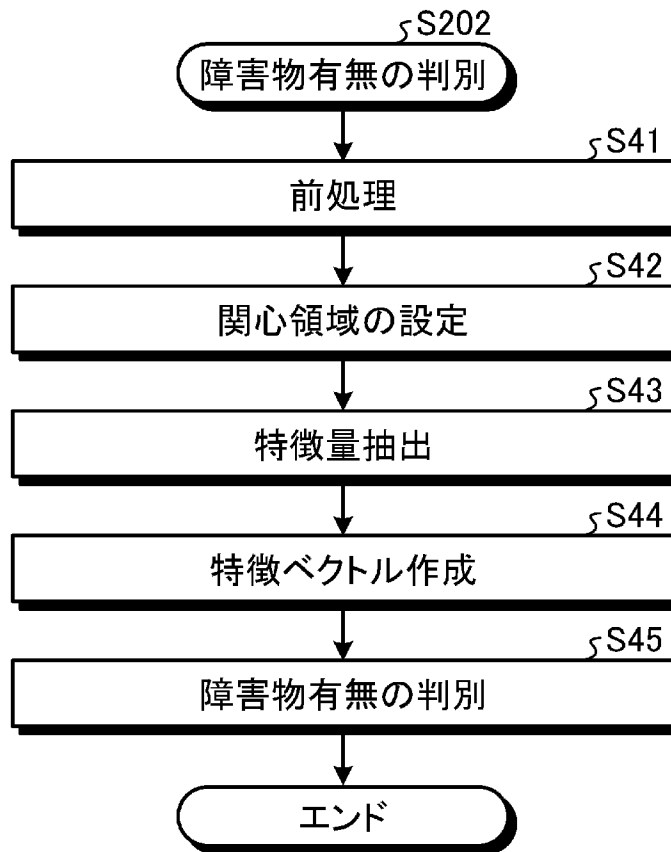 S202
障害物有無の判別
S41
前処理
S42
関心領域の設定
S43
特徴量抽出
S44
特徴ベクトル作成
S45
障害物有無の判別
エンド